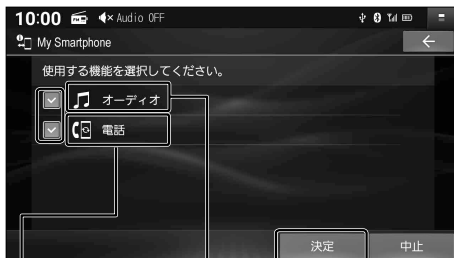 10:00 Audio OFF
My Smartphone
使用する機能を選択してください。
オーディオ
電話
決定 中止